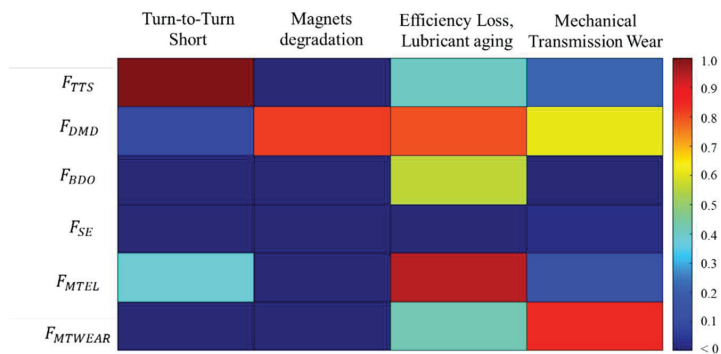 Turn-to-Turn Short
Magnets degradation
Efficiency Loss, Lubricant aging
Mechanical Transmission Wear
F_TTS
F_DMD
F_BDO
F_SE
F_MTEL
F_MTWEAR
1.0
0.9
0.8
0.7
0.6
0.5
0.4
0.3
0.2
0.1
< 0